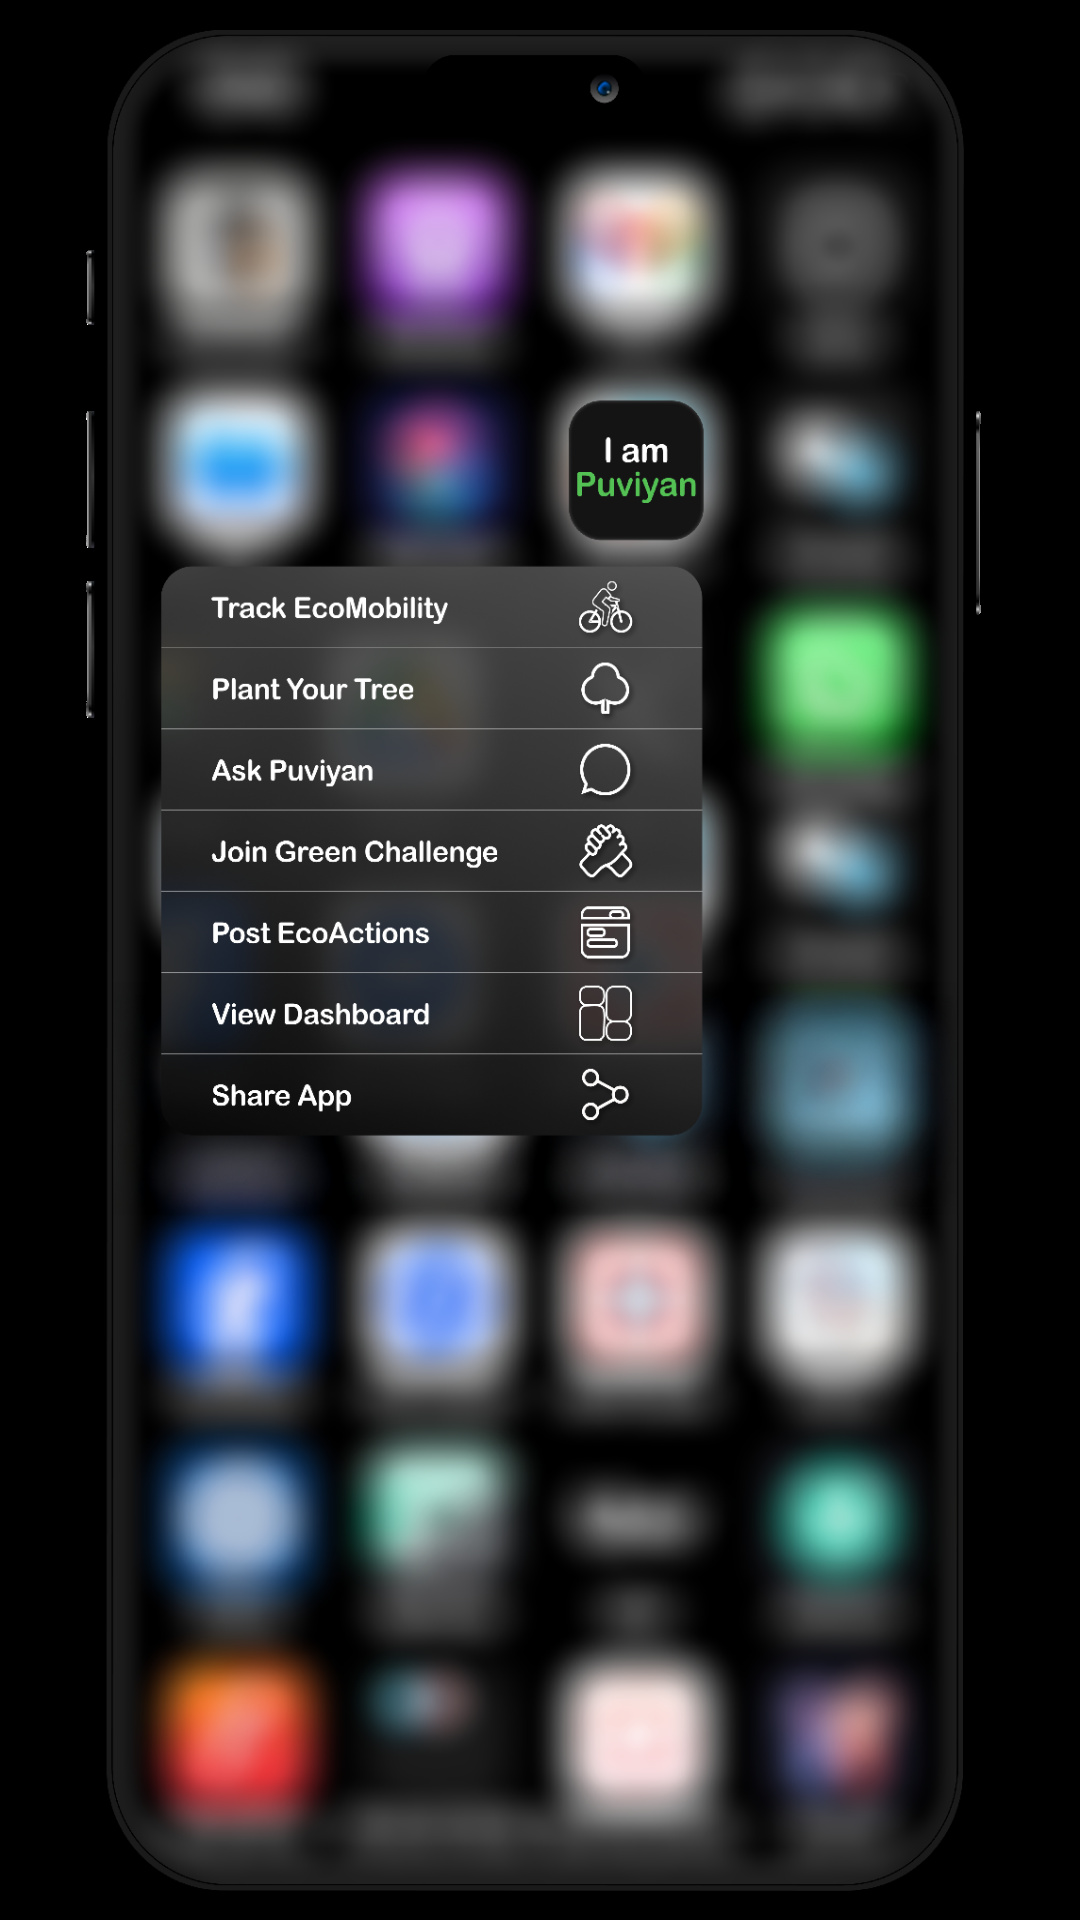 I am
Puviyan
Track EcoMobility
Plant Your Tree
Ask Puviyan
Join Green Challenge
Post EcoActions
View Dashboard
Share App